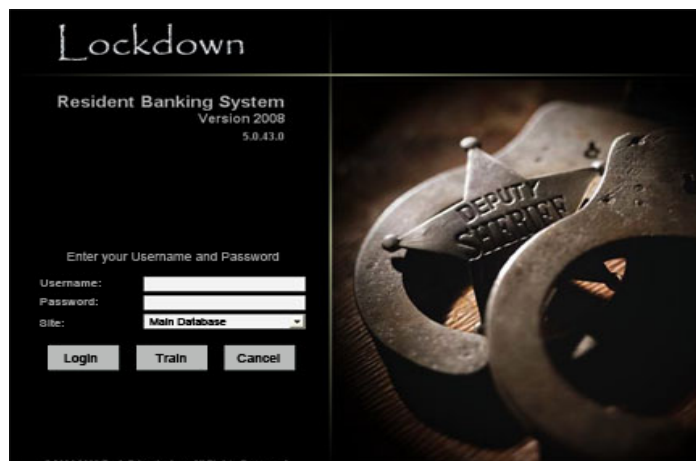 Lockdown
Resident Banking System
Version 2008
5.0.43.0
DEPUTY
SHERIFF
Enter your Username and Password
Username:
Password:
Site:
Main Database
Login
Train
Cancel